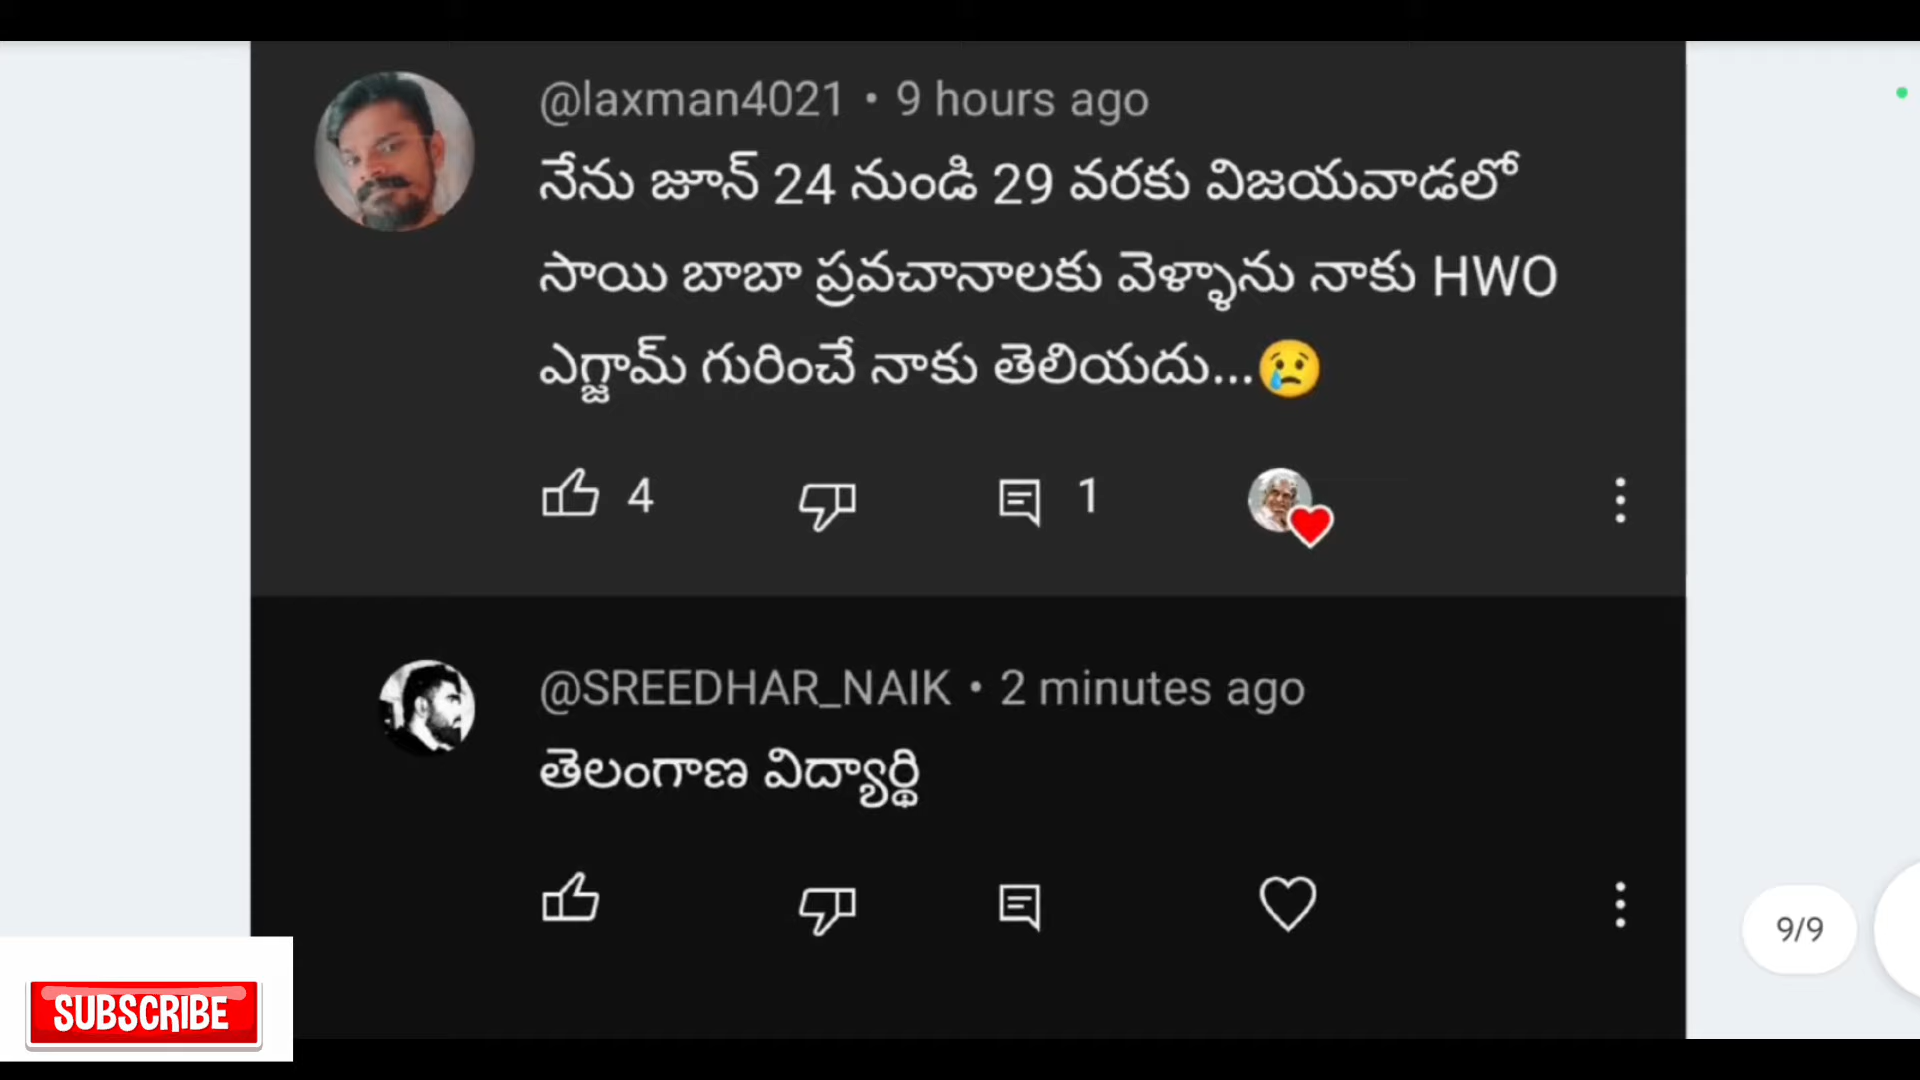 @laxman4021 • 9 hours ago
నేను జూన్ 24 నుండి 29 వరకు విజయవాడలో
సాయి బాబా ప్రవచానాలకు వెళ్ళాను నాకు HWO
ఎగ్జామ్ గురించే నాకు తెలియదు...😢
4 1
@SREEDHAR_NAIK • 2 minutes ago
తెలంగాణ విద్యార్థి
9/9
SUBSCRIBE